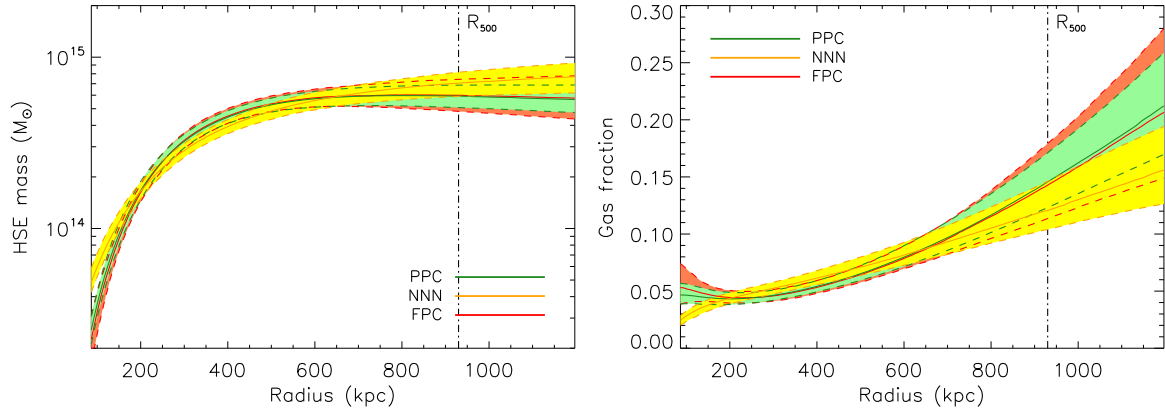 R500
10^15
10^14
HSE mass (M⊙)
PPC
NNN
FPC
200 400 600 800 1000
Radius (kpc)
R500
0.30
0.25
0.20
0.15
0.10
0.05
0.00
Gas fraction
PPC
NNN
FPC
200 400 600 800 1000
Radius (kpc)